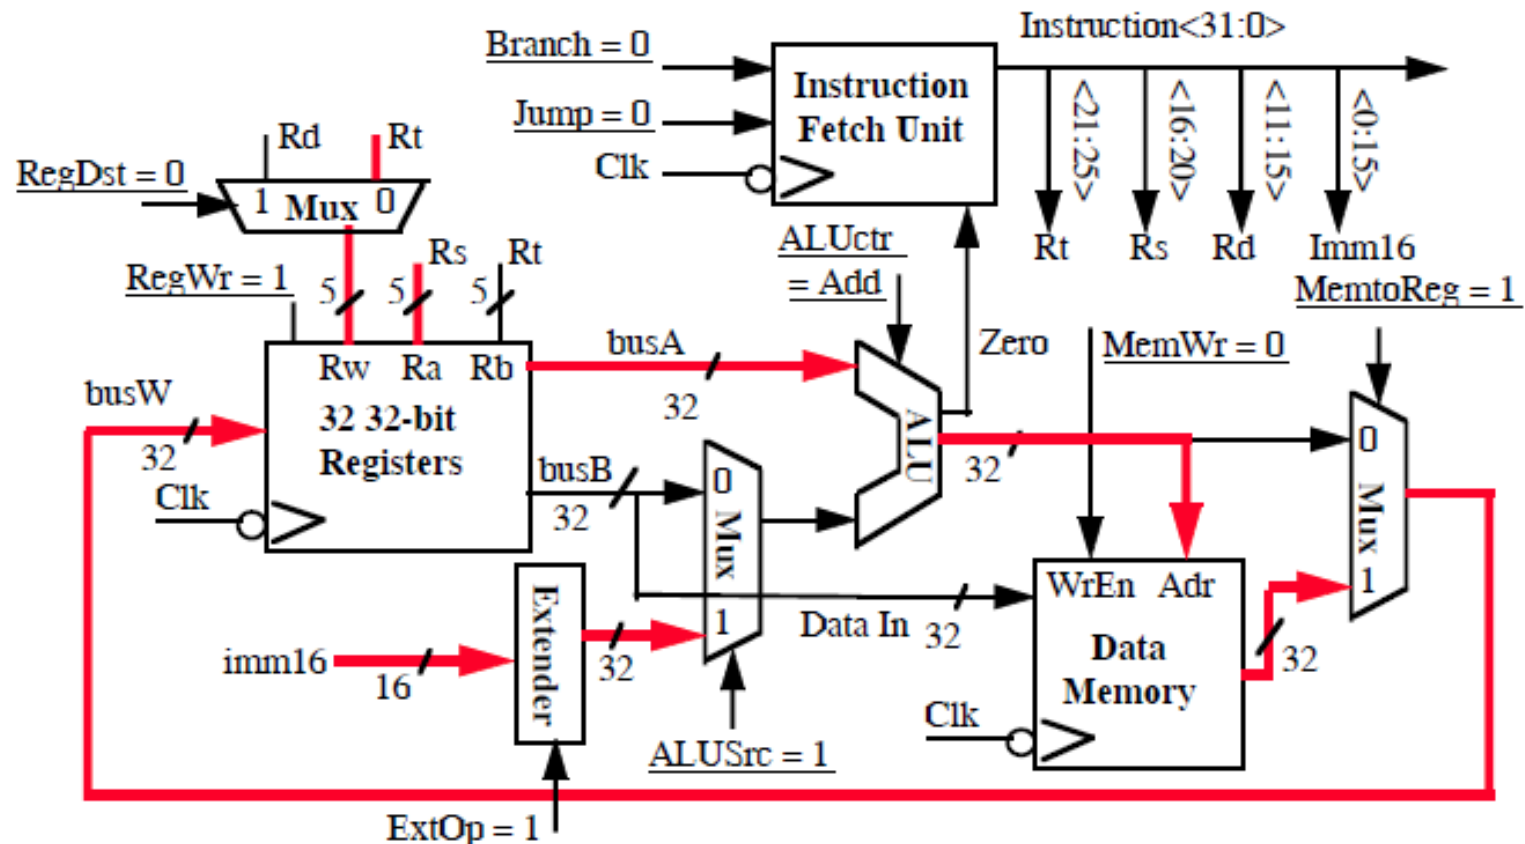 Instruction<31:0>
Branch = 0
Instruction
Fetch Unit
Jump = 0
Clk
<21:25>
<16:20>
<11:15>
<0:15>
Rt
Rs
Rd
Imm16
Rd
Rt
RegDst = 0
1 Mux 0
ALUctr
= Add
MemtoReg = 1
Rs
Rt
RegWr = 1
5
5
5
Zero
MemWr = 0
busA
32
Rw Ra Rb
32 32-bit
Registers
busW
32
Clk
busB
32
0
Mux
1
ALU
32
0
Mux
1
WrEn Adr
Data
Memory
Clk
32
Data In
32
Extender
imm16
16
32
ALUSrc = 1
ExtOp = 1